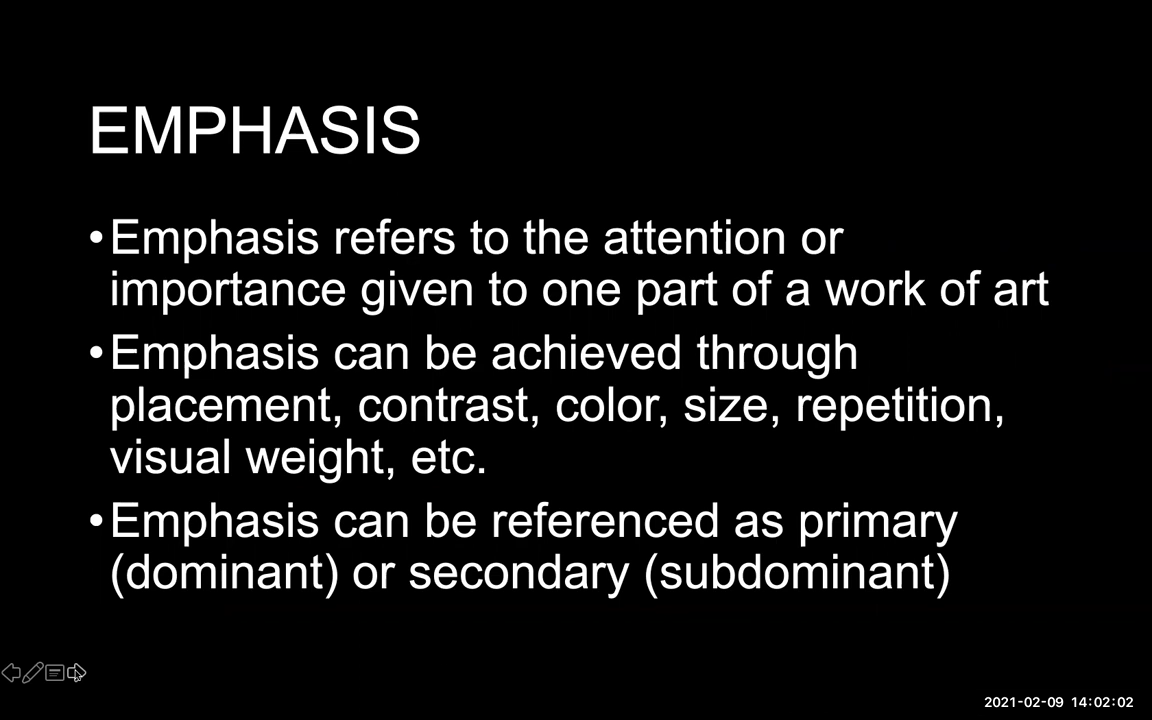 EMPHASIS
•Emphasis refers to the attention or
importance given to one part of a work of art
•Emphasis can be achieved through
placement, contrast, color, size, repetition,
visual weight, etc.
•Emphasis can be referenced as primary
(dominant) or secondary (subdominant)
2021-02-09 14:02:02